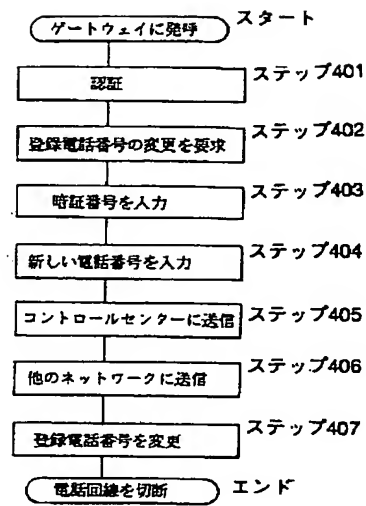 ゲートウェイに発呼 スタート
認証 ステップ401
登録電話番号の変更を要求 ステップ402
暗証番号を入力 ステップ403
新しい電話番号を入力 ステップ404
コントロールセンターに送信 ステップ405
他のネットワークに送信 ステップ406
登録電話番号を変更 ステップ407
電話回線を切断 エンド